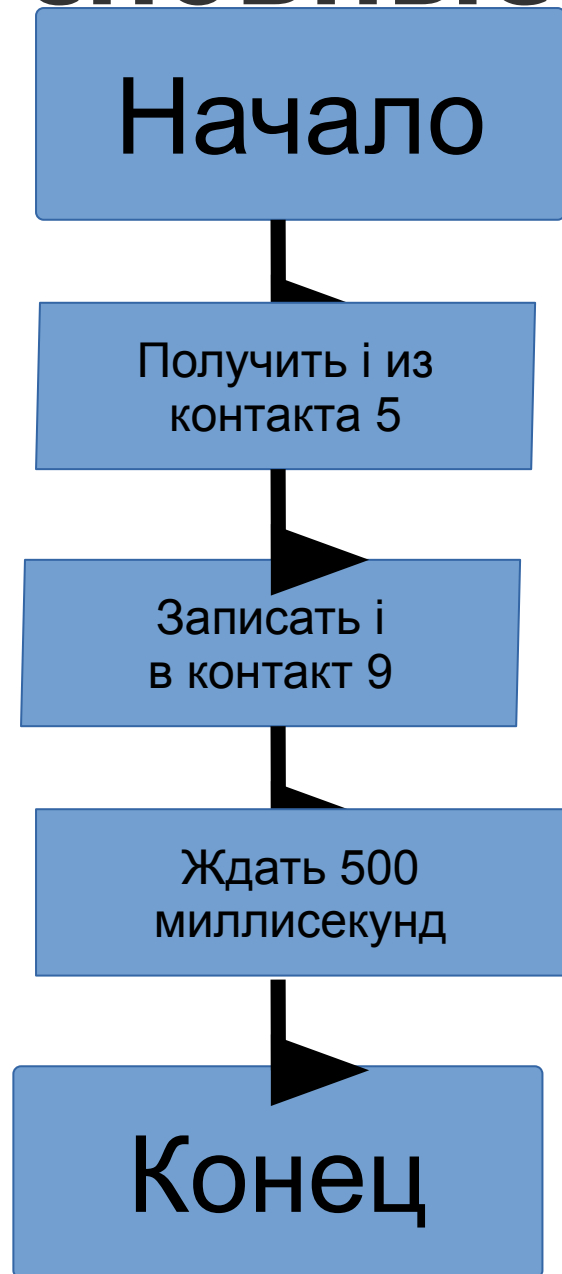 Начало
Получить i из
контакта 5
Записать i
в контакт 9
Ждать 500
миллисекунд
Конец